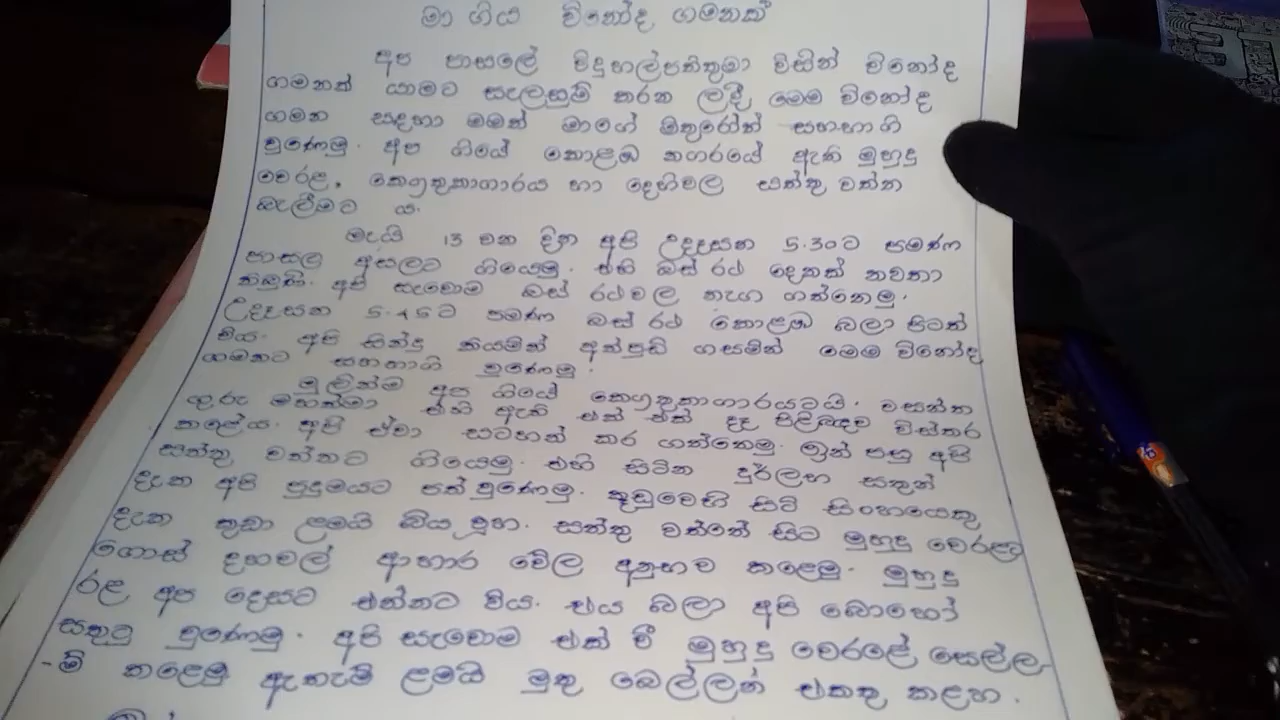 මා ගිය විනෝද ගමනක්
අප පාසලේ විදුහල්පතිතුමා විසින් විනෝද
ගමනක් යාමට සැලසුම් කරන ලදී. මෙම විනෝද
ගමන සඳහා මමත් මාගේ මිතුරෝත් සහභාගි
වුණෙමු. අප ගියේ කොළඹ නගරයේ ඇති මුහුදු
වෙරළ, කෞතුකාගාරය හා දෙහිවල සත්තු වත්ත
බැලීමට ය.
මැයි 13 වන දින අපි උදෑසන 5.30ට පමණ
පාසල අසලට ගියෙමු. එහි බස් රථ දෙකක් නවතා
තිබුණි. අපි සැවොම බස් රථවල නැග ගත්තෙමු.
උදෑසන 5.45ට පමණ බස් රථ කොළඹ බලා පිටත්
විය. අපි සින්දු කියමින් අත්පුඩි ගසමින් මෙම විනෝද
ගමනට සහභාගි වුණෙමු.
මුලින්ම අප ගියේ කෞතුකාගාරයටයි. වසන්ත
ගුරු මහත්මා එහි ඇති එක් එක් දෑ පිළිබඳව විස්තර
කළේය. අපි ඒවා සටහන් කර ගත්තෙමු. ඉන් පසු අපි
සත්තු වත්තට ගියෙමු. එහි සිටින දුර්ලභ සතුන්
දැක අපි පුදුමයට පත් වුණෙමු. කූඩුවෙහි සිටි සිංහයෙකු
දැක කුඩා ළමයි බිය වූහ. සත්තු වත්තේ සිට මුහුදු වෙරළට
ගොස් දහවල් ආහාර වේල අනුභව කළෙමු. මුහුදු
රළ අප දෙසට එන්නට විය. එය බලා අපි බොහෝ
සතුටු වුණෙමු. අපි සැවොම එක් වී මුහුදු වෙරළේ සෙල්ල
-ම් කළෙමු ඇතැම් ළමයි මුතු බෙල්ලන් එකතු කළහ.